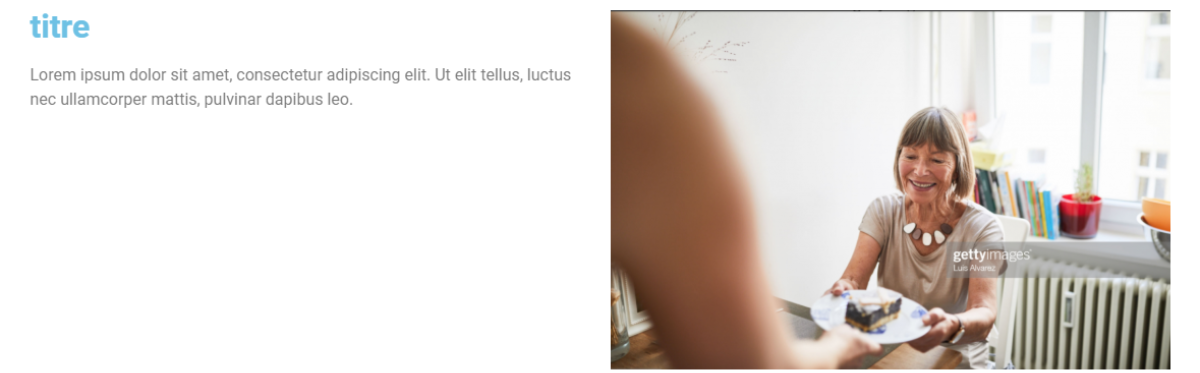 titre
Lorem ipsum dolor sit amet, consectetur adipiscing elit. Ut elit tellus, luctus
nec ullamcorper mattis, pulvinar dapibus leo.
gettyimages®
Luis Alvarez